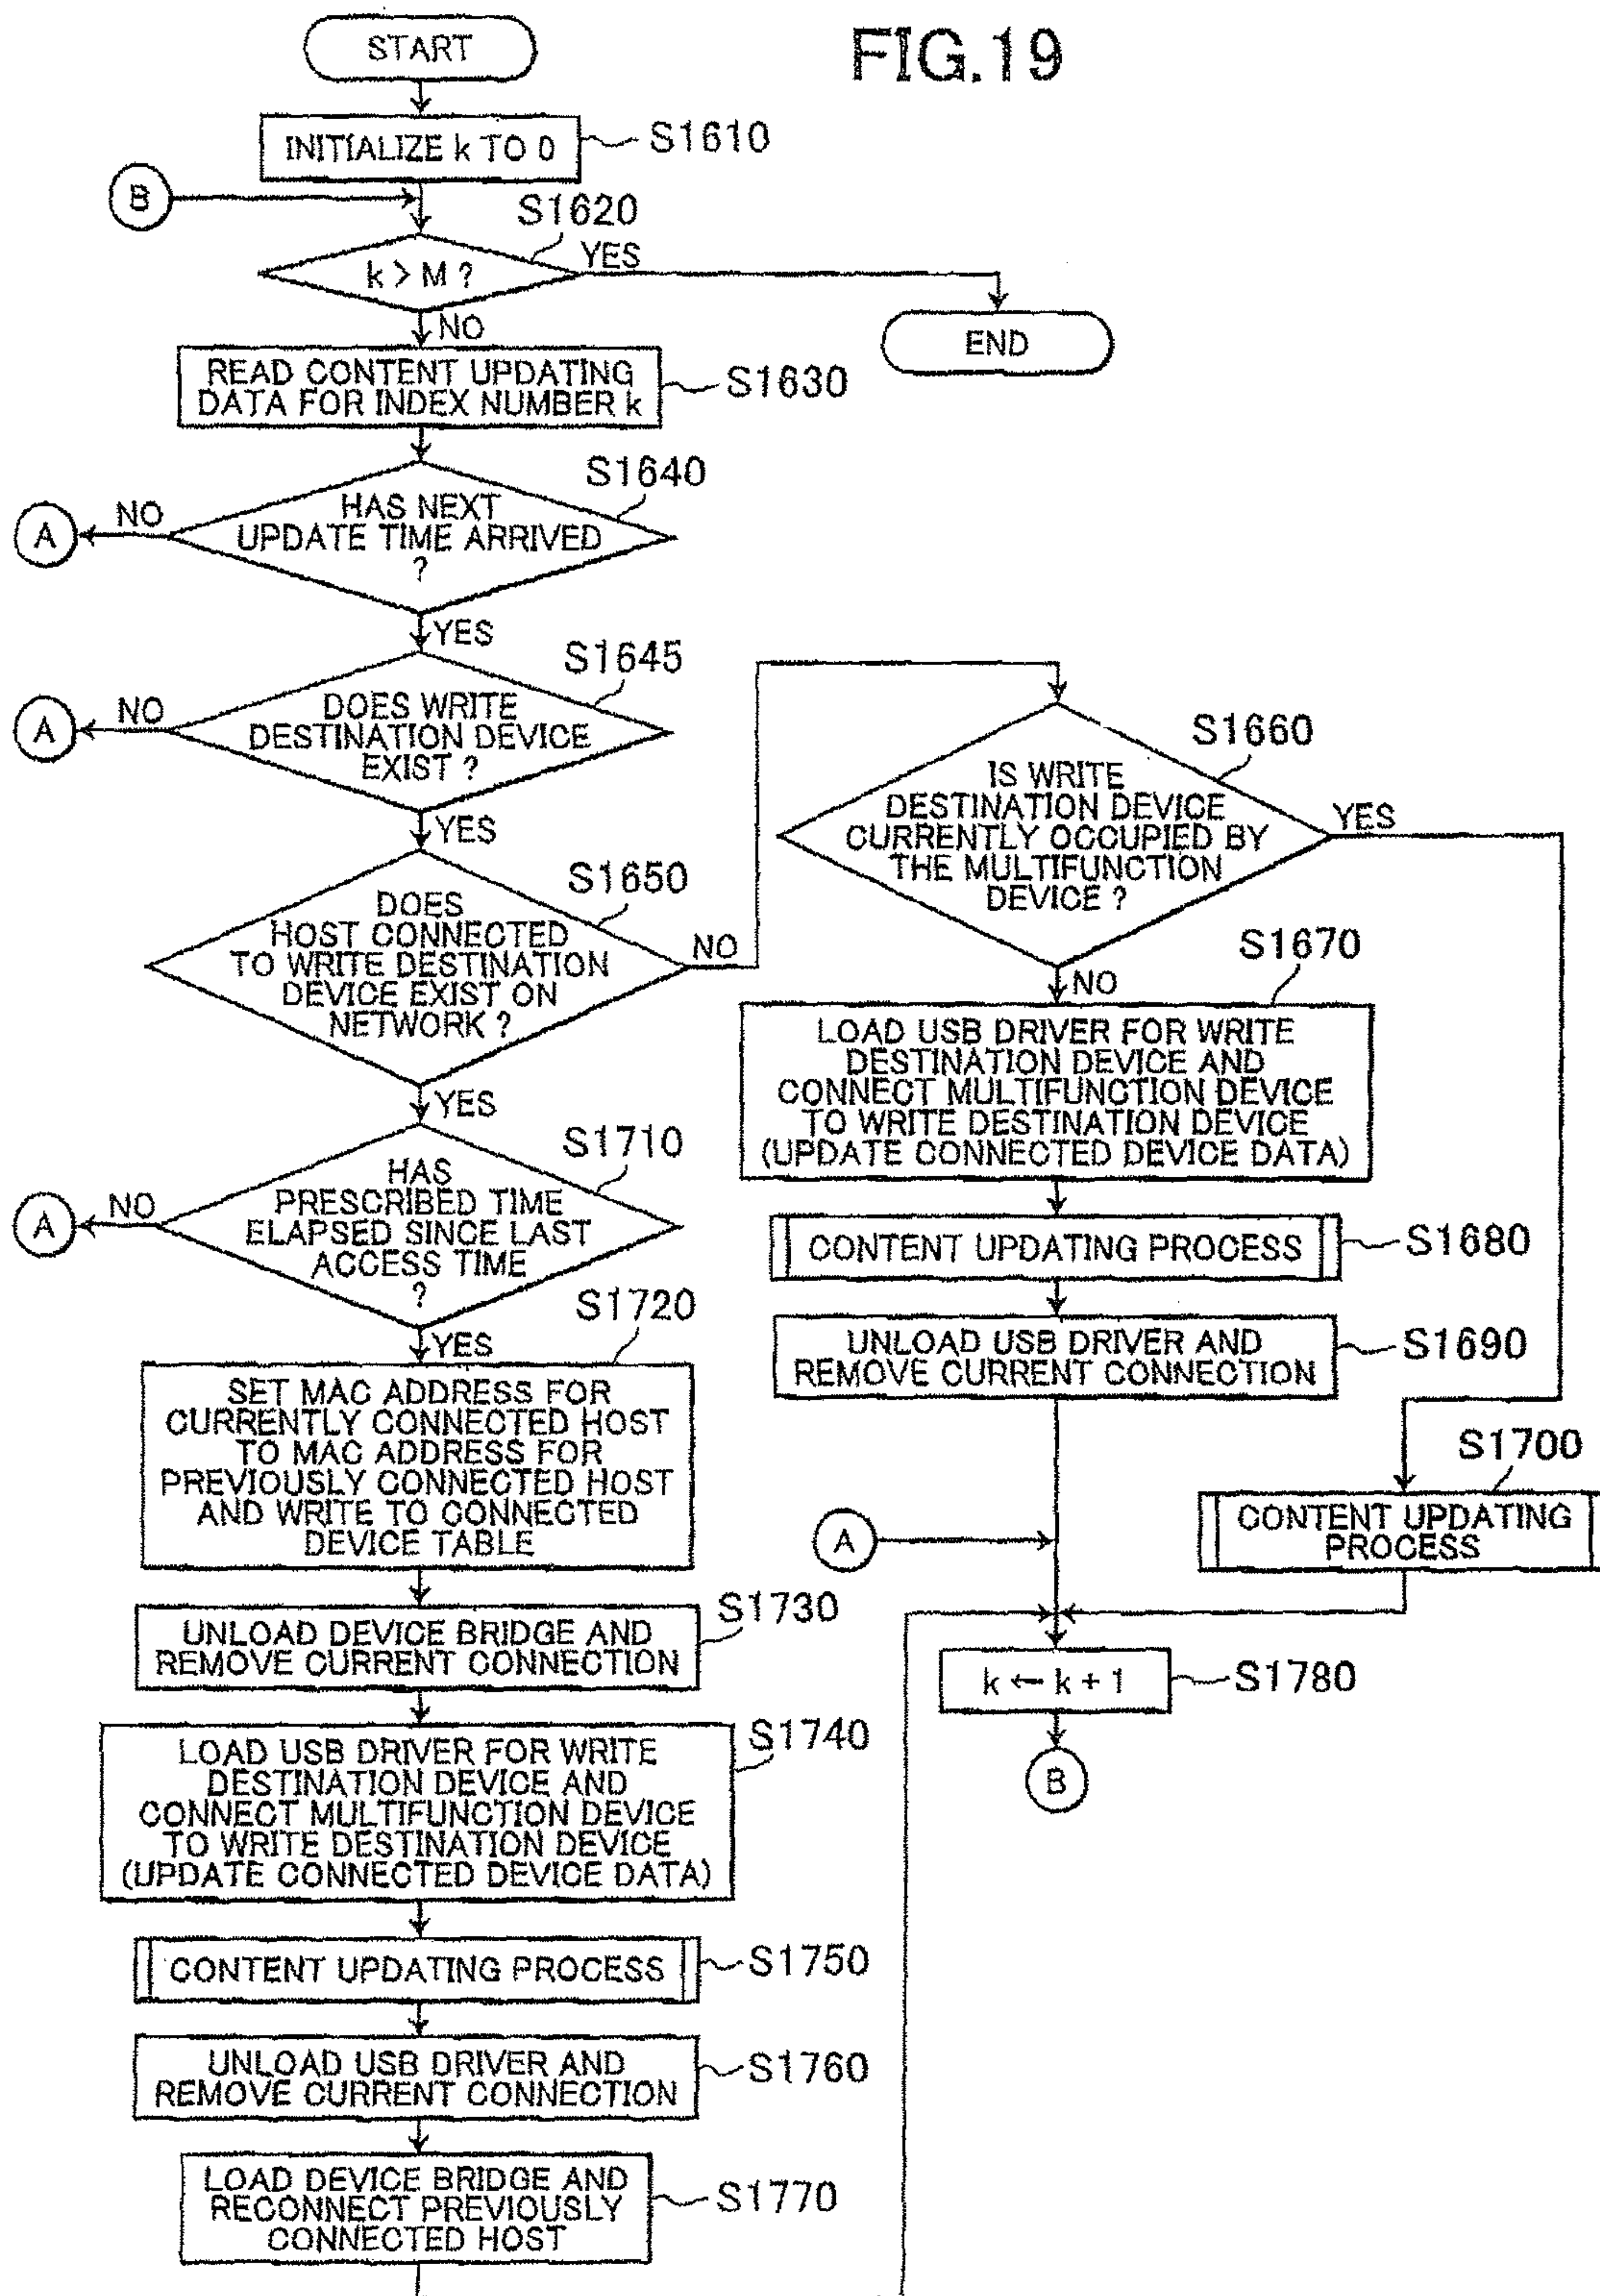 FIG.19
START
INITIALIZE k TO 0
S1610
B
S1620
k > M ?
YES
NO
END
READ CONTENT UPDATING
DATA FOR INDEX NUMBER k
S1630
S1640
HAS NEXT
UPDATE TIME ARRIVED
?
NO
A
YES
S1645
DOES WRITE
DESTINATION DEVICE
EXIST ?
NO
A
YES
S1650
DOES
HOST CONNECTED
TO WRITE DESTINATION
DEVICE EXIST ON
NETWORK ?
NO
YES
S1710
HAS
PRESCRIBED TIME
ELAPSED SINCE LAST
ACCESS TIME
?
NO
A
YES
S1720
SET MAC ADDRESS FOR
CURRENTLY CONNECTED HOST
TO MAC ADDRESS FOR
PREVIOUSLY CONNECTED HOST
AND WRITE TO CONNECTED
DEVICE TABLE
S1730
UNLOAD DEVICE BRIDGE AND
REMOVE CURRENT CONNECTION
S1740
LOAD USB DRIVER FOR WRITE
DESTINATION DEVICE AND
CONNECT MULTIFUNCTION DEVICE
TO WRITE DESTINATION DEVICE
(UPDATE CONNECTED DEVICE DATA)
CONTENT UPDATING PROCESS
S1750
UNLOAD USB DRIVER AND
REMOVE CURRENT CONNECTION
S1760
LOAD DEVICE BRIDGE AND
RECONNECT PREVIOUSLY
CONNECTED HOST
S1770
S1660
IS WRITE
DESTINATION DEVICE
CURRENTLY OCCUPIED BY
THE MULTIFUNCTION
DEVICE ?
YES
NO
S1670
LOAD USB DRIVER FOR WRITE
DESTINATION DEVICE AND
CONNECT MULTIFUNCTION DEVICE
TO WRITE DESTINATION DEVICE
(UPDATE CONNECTED DEVICE DATA)
CONTENT UPDATING PROCESS
S1680
UNLOAD USB DRIVER AND
REMOVE CURRENT CONNECTION
S1690
S1700
CONTENT UPDATING
PROCESS
A
k ← k + 1
S1780
B